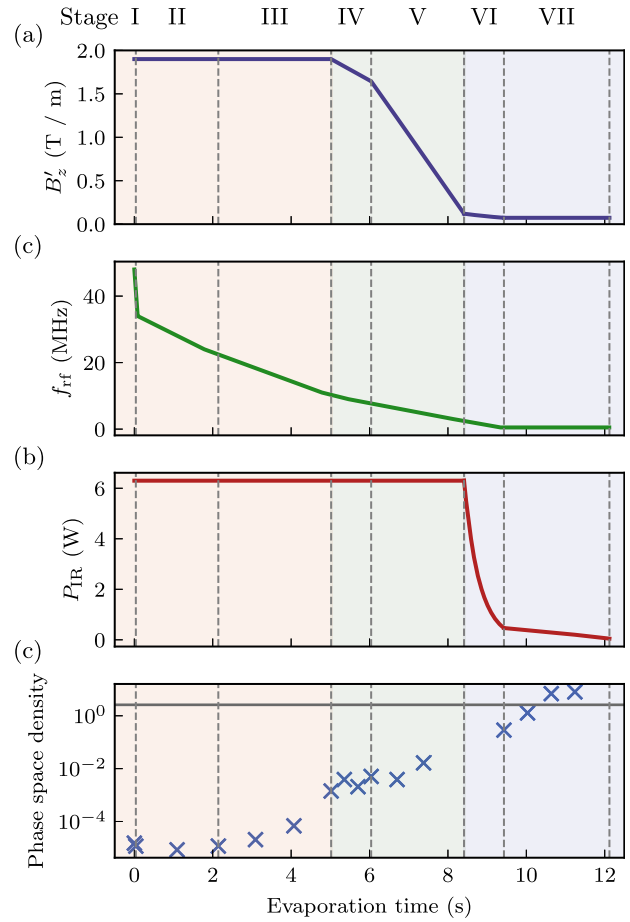 Stage I II III IV V VI VII
(a)
2.0
1.5
1.0
0.5
0.0
B′z (T / m)
(c)
40
20
0
frf (MHz)
(b)
6
4
2
0
PIR (W)
(c)
10⁰
10⁻²
10⁻⁴
Phase space density
0 2 4 6 8 10 12
Evaporation time (s)